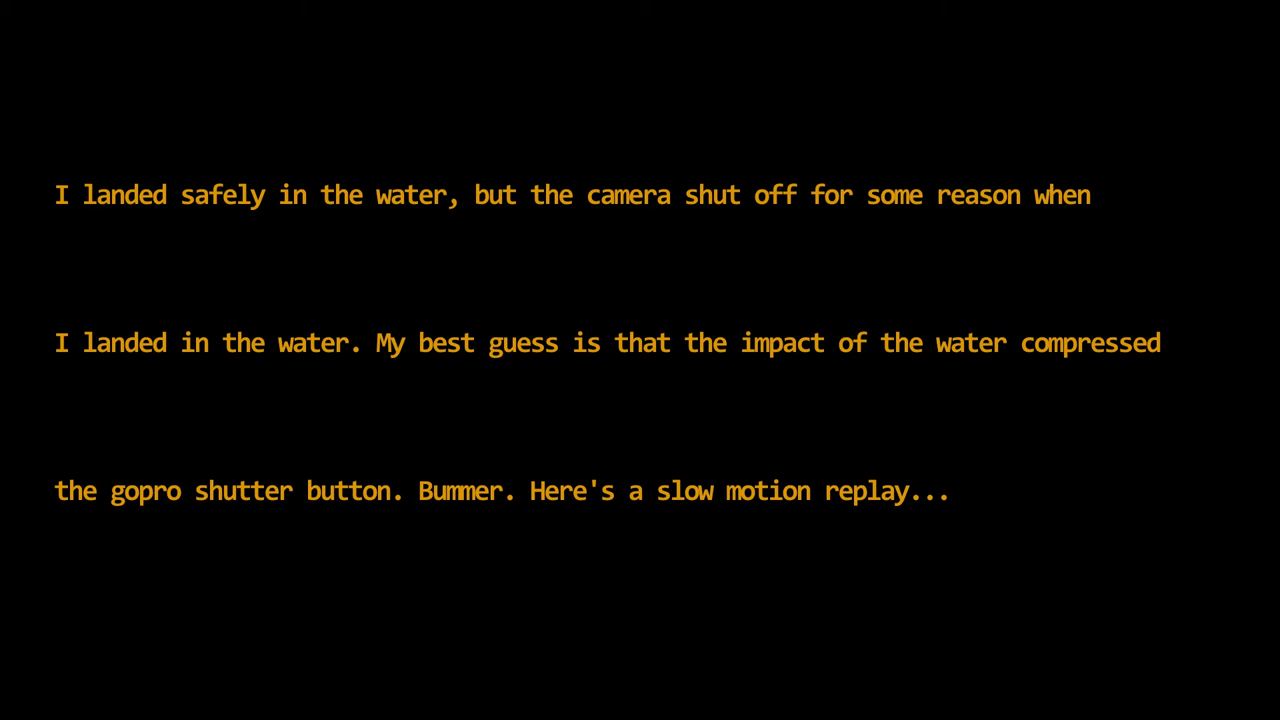 I landed safely in the water, but the camera shut off for some reason when
I landed in the water. My best guess is that the impact of the water compressed
the gopro shutter button. Bummer. Here's a slow motion replay...